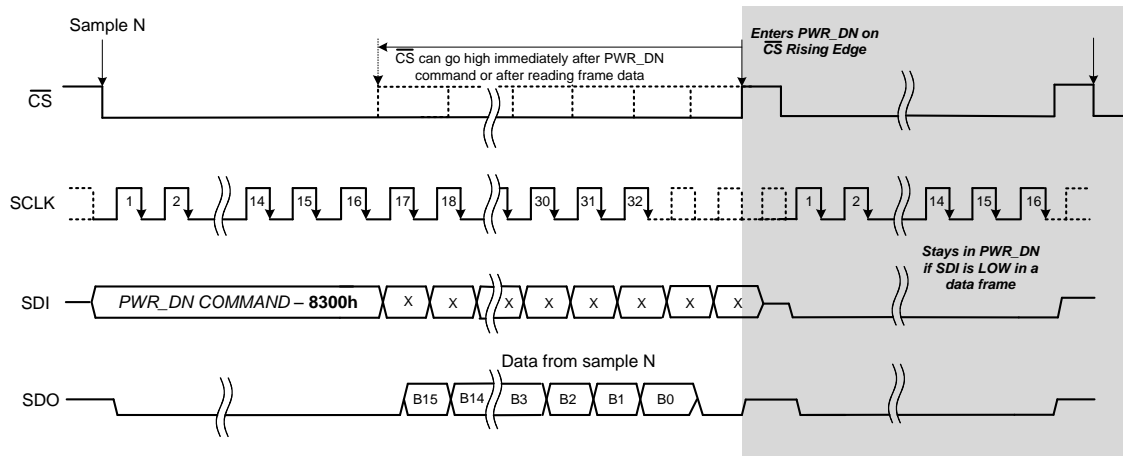 Sample N
Enters PWR_DN on
CS Rising Edge
CS can go high immediately after PWR_DN
command or after reading frame data
CS
SCLK
1 2 14 15 16 17 18 30 31 32 1 2 14 15 16
Stays in PWR_DN
if SDI is LOW in a
data frame
SDI
PWR_DN COMMAND – 8300h X X X X X X X X
Data from sample N
SDO
B15 B14 B3 B2 B1 B0